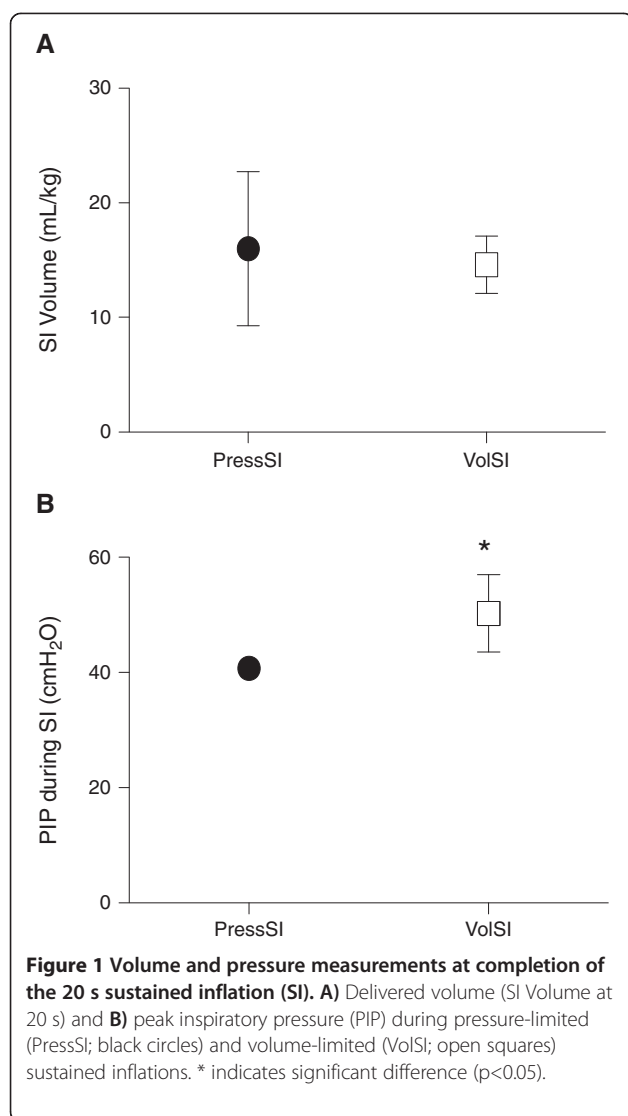 A
30
20
10
0
SI Volume (mL/kg)
PressSI
VolSI
B
*
60
40
20
0
PIP during SI (cmH₂O)
PressSI
VolSI
Figure 1 Volume and pressure measurements at completion of
the 20 s sustained inflation (SI). A) Delivered volume (SI Volume at
20 s) and B) peak inspiratory pressure (PIP) during pressure-limited
(PressSI; black circles) and volume-limited (VolSI; open squares)
sustained inflations. * indicates significant difference (p<0.05).